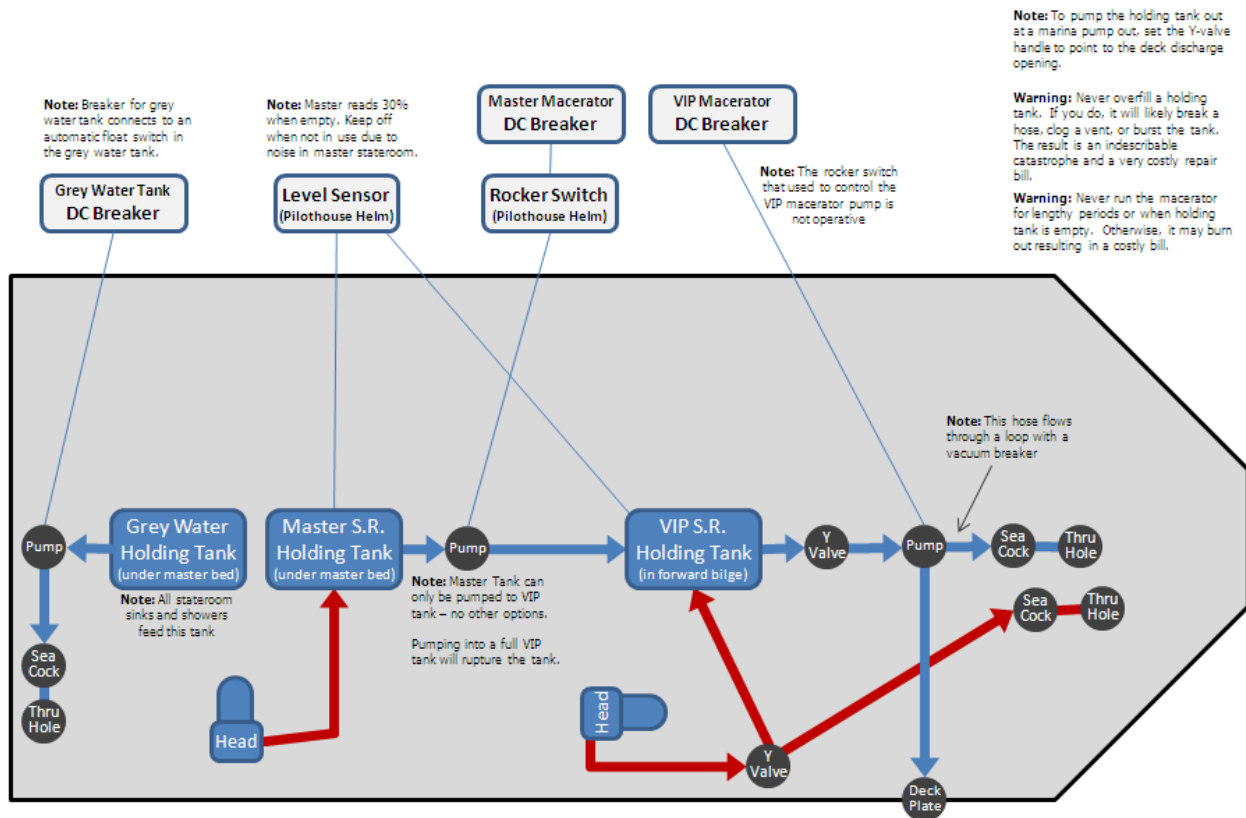 Note: To pump the holding tank out
at a marina pump out, set the Y-valve
handle to point to the deck discharge
opening.
Warning: Never overfill a holding
tank. If you do, it will likely break a
hose, clog a vent, or burst the tank.
The result is an indescribable
catastrophe and a very costly repair
bill.
Warning: Never run the macerator
for lengthy periods or when holding
tank is empty. Otherwise, it may burn
out resulting in a costly bill.
Note: Breaker for grey
water tank connects to an
automatic float switch in
the grey water tank.
Note: Master reads 30%
when empty. Keep off
when not in use due to
noise in master stateroom.
Master Macerator
DC Breaker
VIP Macerator
DC Breaker
Note: The rocker switch
that used to control the
VIP macerator pump is
not operative
Grey Water Tank
DC Breaker
Level Sensor
(Pilothouse Helm)
Rocker Switch
(Pilothouse Helm)
Note: This hose flows
through a loop with a
vacuum breaker
Pump
Grey Water
Holding Tank
(under master bed)
Master S.R.
Holding Tank
(under master bed)
Pump
VIP S.R.
Holding Tank
(in forward bilge)
Y
Valve
Pump
Sea
Cock
Thru
Hole
Note: All stateroom
sinks and showers
feed this tank
Note: Master Tank can
only be pumped to VIP
tank – no other options.
Pumping into a full VIP
tank will rupture the tank.
Sea
Cock
Thru
Hole
Sea
Cock
Thru
Hole
Head
Head
Y
Valve
Deck
Plate